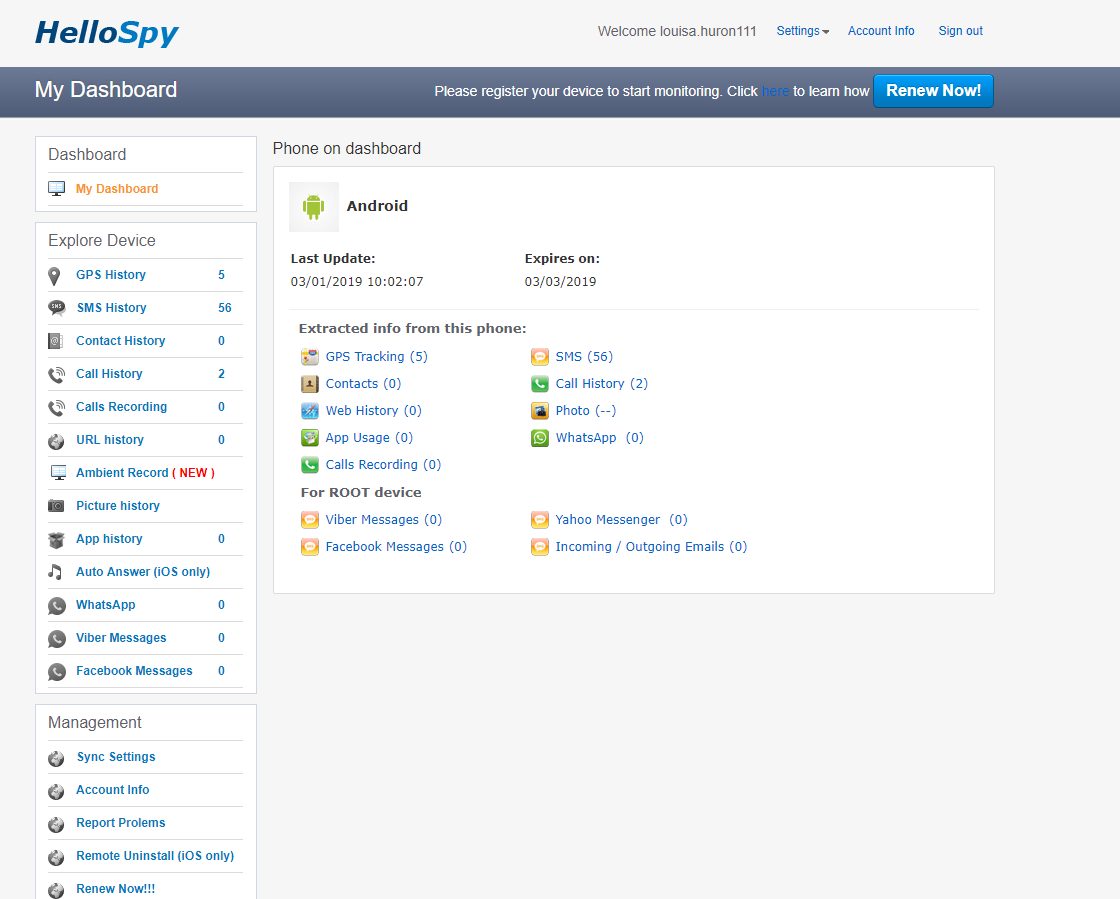 HelloSpy
Welcome louisa.huron111 Settings Account Info Sign out
My Dashboard
Please register your device to start monitoring. Click here to learn how Renew Now!
Dashboard
My Dashboard
Explore Device
GPS History 5
SMS History 56
Contact History 0
Call History 2
Calls Recording 0
URL history 0
Ambient Record ( NEW )
Picture history
App history 0
Auto Answer (iOS only)
WhatsApp 0
Viber Messages 0
Facebook Messages 0
Management
Sync Settings
Account Info
Report Prolems
Remote Uninstall (iOS only)
Renew Now!!!
Phone on dashboard
Android
Last Update: Expires on:
03/01/2019 10:02:07 03/03/2019
Extracted info from this phone:
GPS Tracking (5) SMS (56)
Contacts (0) Call History (2)
Web History (0) Photo (--)
App Usage (0) WhatsApp (0)
Calls Recording (0)
For ROOT device
Viber Messages (0) Yahoo Messenger (0)
Facebook Messages (0) Incoming / Outgoing Emails (0)